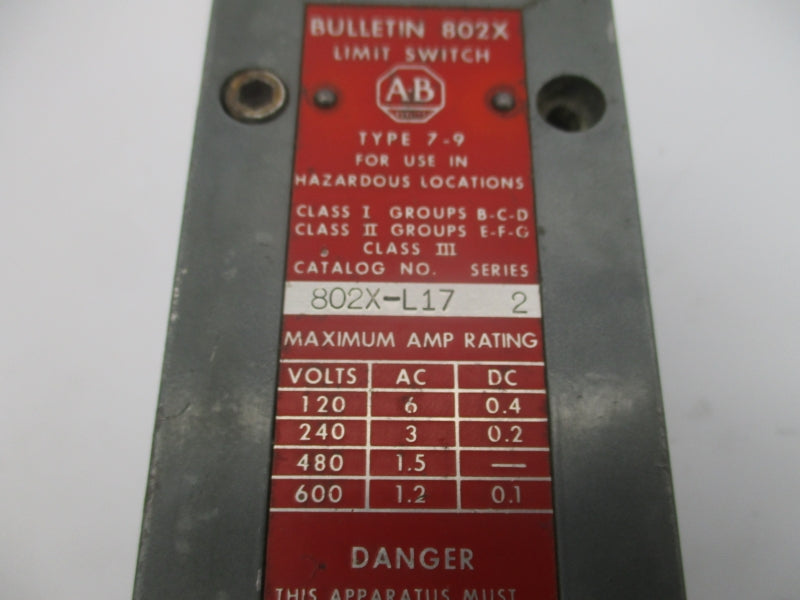 BULLETIN 802X
LIMIT SWITCH
A-B
TYPE 7-9
FOR USE IN
HAZARDOUS LOCATIONS
CLASS I GROUPS B-C-D
CLASS II GROUPS E-F-G
CLASS III
CATALOG NO. SERIES
802X-L17 2
MAXIMUM AMP RATING
VOLTS AC DC
120 6 0.4
240 3 0.2
480 1.5 —
600 1.2 0.1
DANGER
THIS APPARATUS MUST